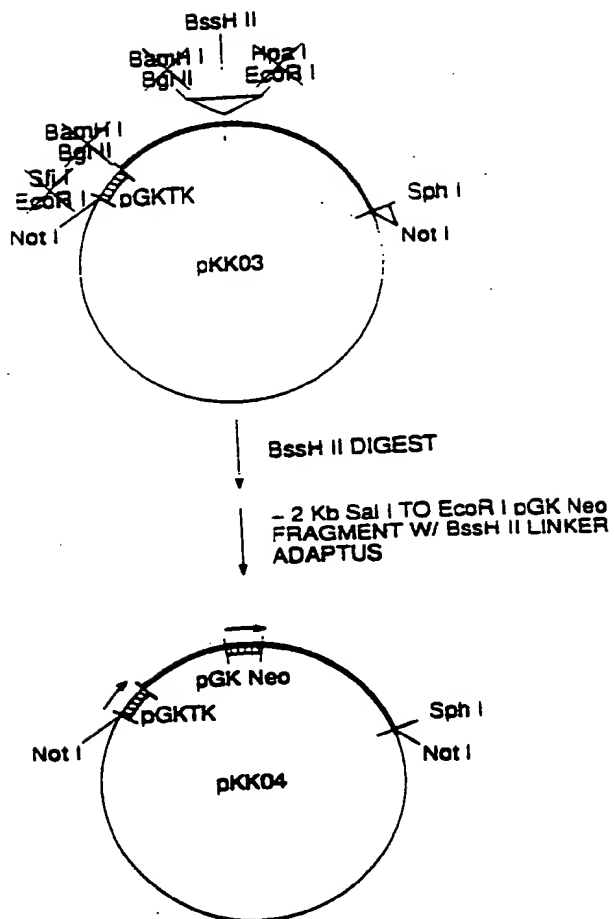 BssH II
BamH I
Hpa I
Bgl II
EcoR I
BamH I
Bgl II
Sfi I
EcoR I
pGKTK
Not I
Sph I
Not I
pKK03
BssH II DIGEST
~ 2 Kb Sal I TO EcoR I pGK Neo
FRAGMENT W/ BssH II LINKER
ADAPTUS
pGK Neo
pGKTK
Not I
Sph I
Not I
pKK04